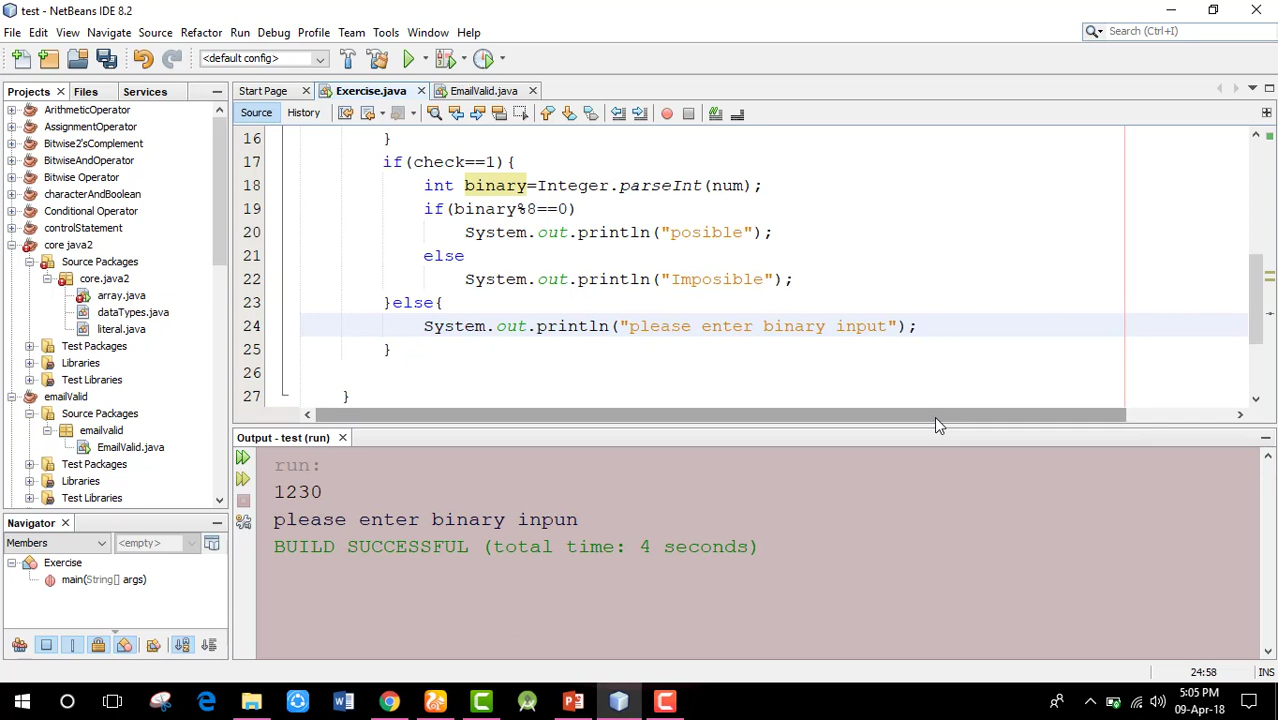 test - NetBeans IDE 8.2
File Edit View Navigate Source Refactor Run Debug Profile Team Tools Window Help
Search (Ctrl+I)
<default config>
Projects Files Services
ArithmeticOperator
AssignmentOperator
Bitwise2'sComplement
BitwiseAndOperator
Bitwise Operator
characterAndBoolean
Conditional Operator
controlStatement
core java2
Source Packages
core.java2
array.java
dataTypes.java
literal.java
Test Packages
Libraries
Test Libraries
emailValid
Source Packages
emailvalid
EmailValid.java
Test Packages
Libraries
Test Libraries
Navigator
Members <empty>
Exercise
main(String[] args)
Start Page Exercise.java EmailValid.java
Source History
16 }
17 if(check==1){
18 int binary=Integer.parseInt(num);
19 if(binary%8==0)
20 System.out.println("posible");
21 else
22 System.out.println("Imposible");
23 }else{
24 System.out.println("please enter binary input");
25 }
26
27 }
Output - test (run)
run:
1230
please enter binary inpun
BUILD SUCCESSFUL (total time: 4 seconds)
24:58 INS
5:05 PM
09-Apr-18